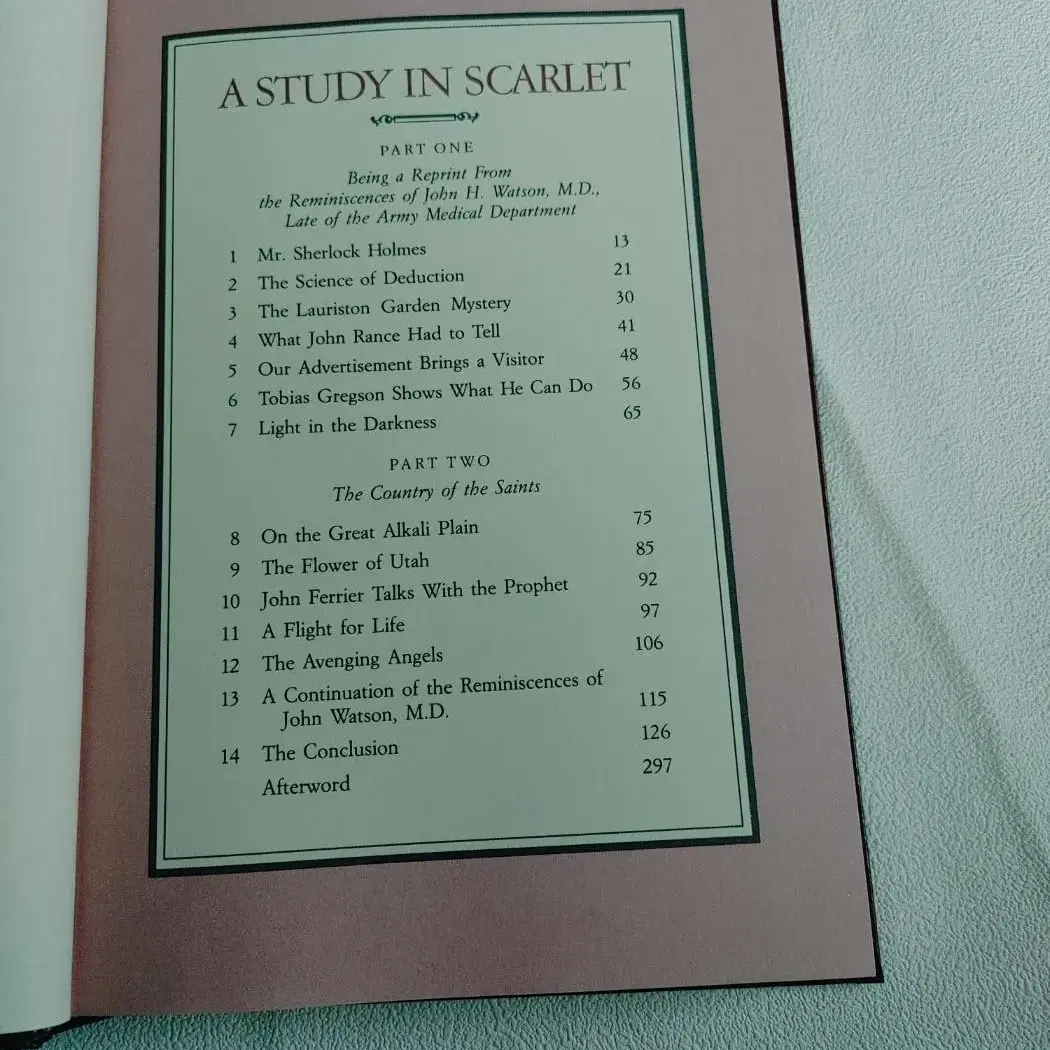 A STUDY IN SCARLET
PART ONE
Being a Reprint From
the Reminiscences of John H. Watson, M.D.,
Late of the Army Medical Department
1 Mr. Sherlock Holmes 13
2 The Science of Deduction 21
3 The Lauriston Garden Mystery 30
4 What John Rance Had to Tell 41
5 Our Advertisement Brings a Visitor 48
6 Tobias Gregson Shows What He Can Do 56
7 Light in the Darkness 65
PART TWO
The Country of the Saints
8 On the Great Alkali Plain 75
9 The Flower of Utah 85
10 John Ferrier Talks With the Prophet 92
11 A Flight for Life 97
12 The Avenging Angels 106
13 A Continuation of the Reminiscences of
John Watson, M.D. 115
14 The Conclusion 126
Afterword 297